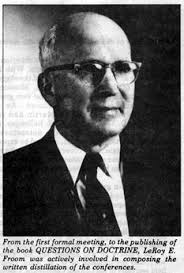 From the first formal meeting, to the publishing of
the book QUESTIONS ON DOCTRINE, LeRoy E.
Froom was actively involved in composing the
written distillation of the conferences.